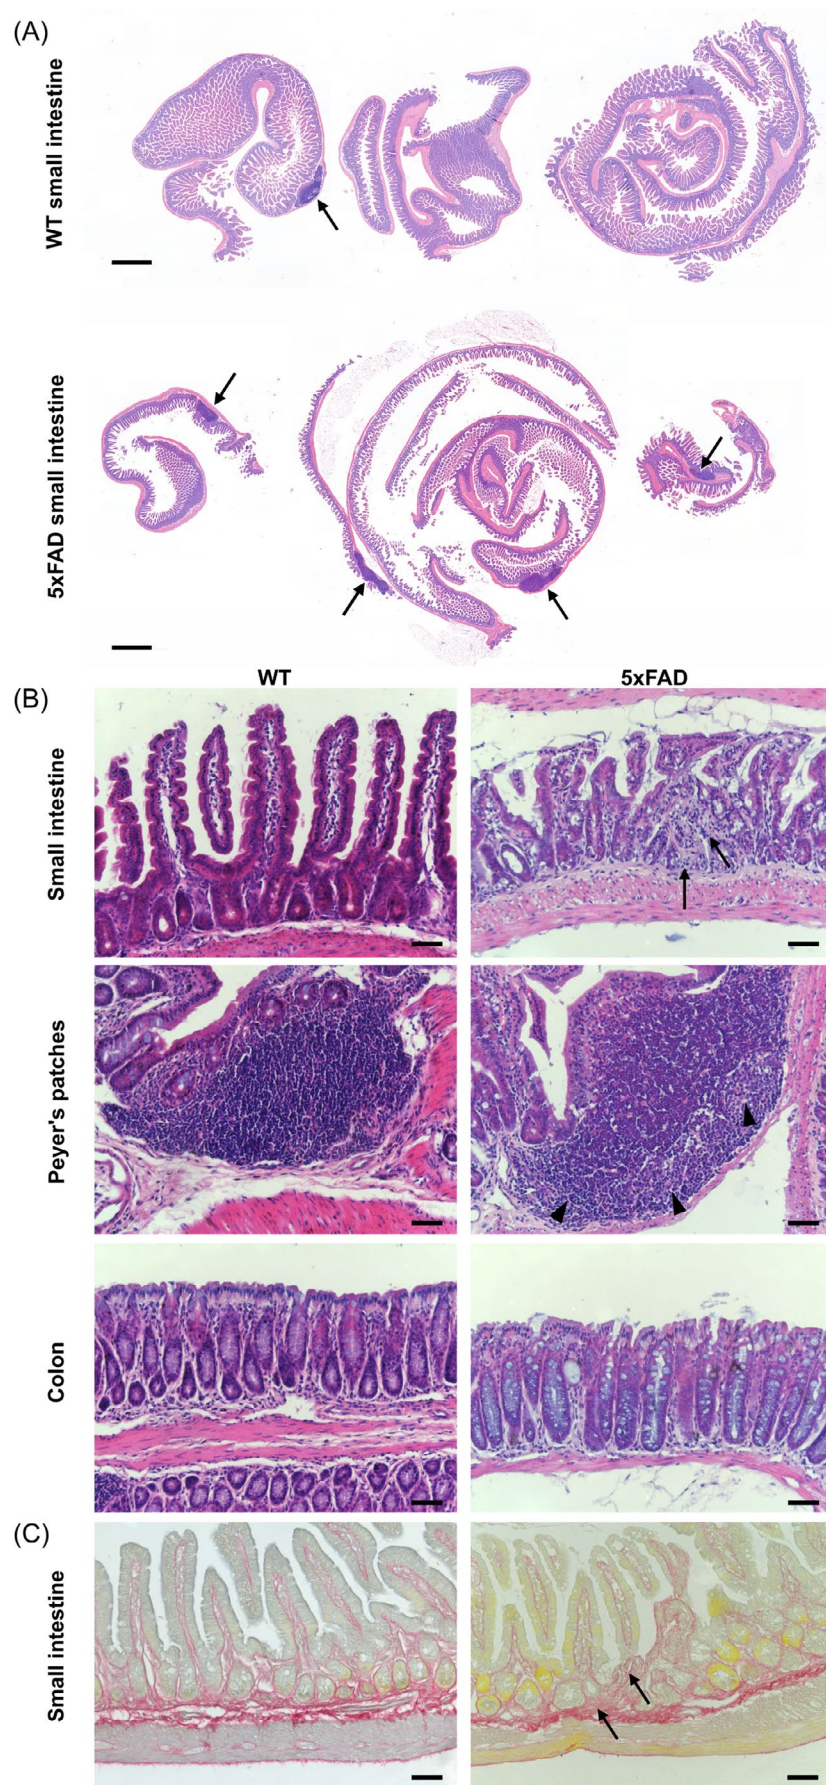 (A)
WT small intestine
5xFAD small intestine
WT
5xFAD
(B)
Small intestine
Peyer's patches
Colon
(C)
Small intestine